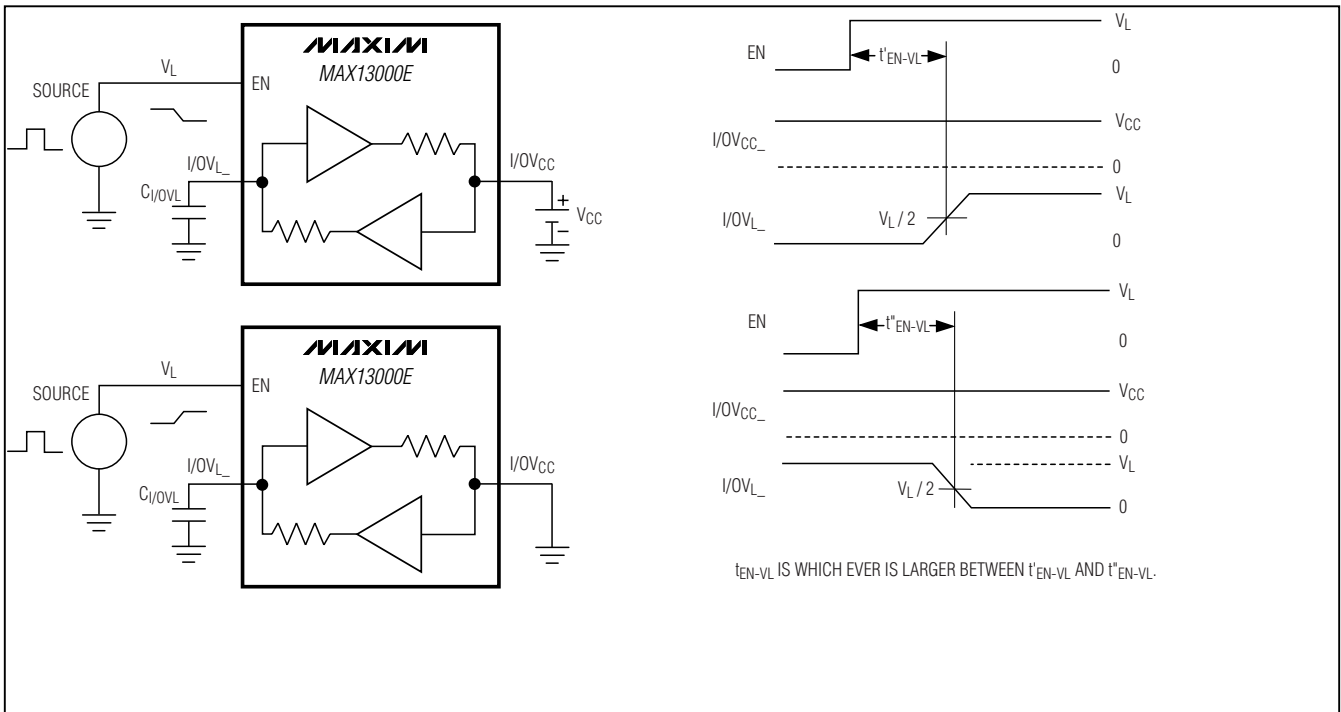 MAXIM
MAX13000E
VL
EN
SOURCE
I/OVL_
I/OVCC
CI/OVL
+
VCC
-
MAXIM
MAX13000E
VL
EN
SOURCE
I/OVL_
I/OVCC
CI/OVL
VL
EN
t'EN-VL
0
VCC
I/OVCC_
0
VL
I/OVL_
VL / 2
0
VL
EN
t"EN-VL
0
VCC
I/OVCC_
0
VL
I/OVL_
VL / 2
0
tEN-VL IS WHICH EVER IS LARGER BETWEEN t'EN-VL AND t"EN-VL.